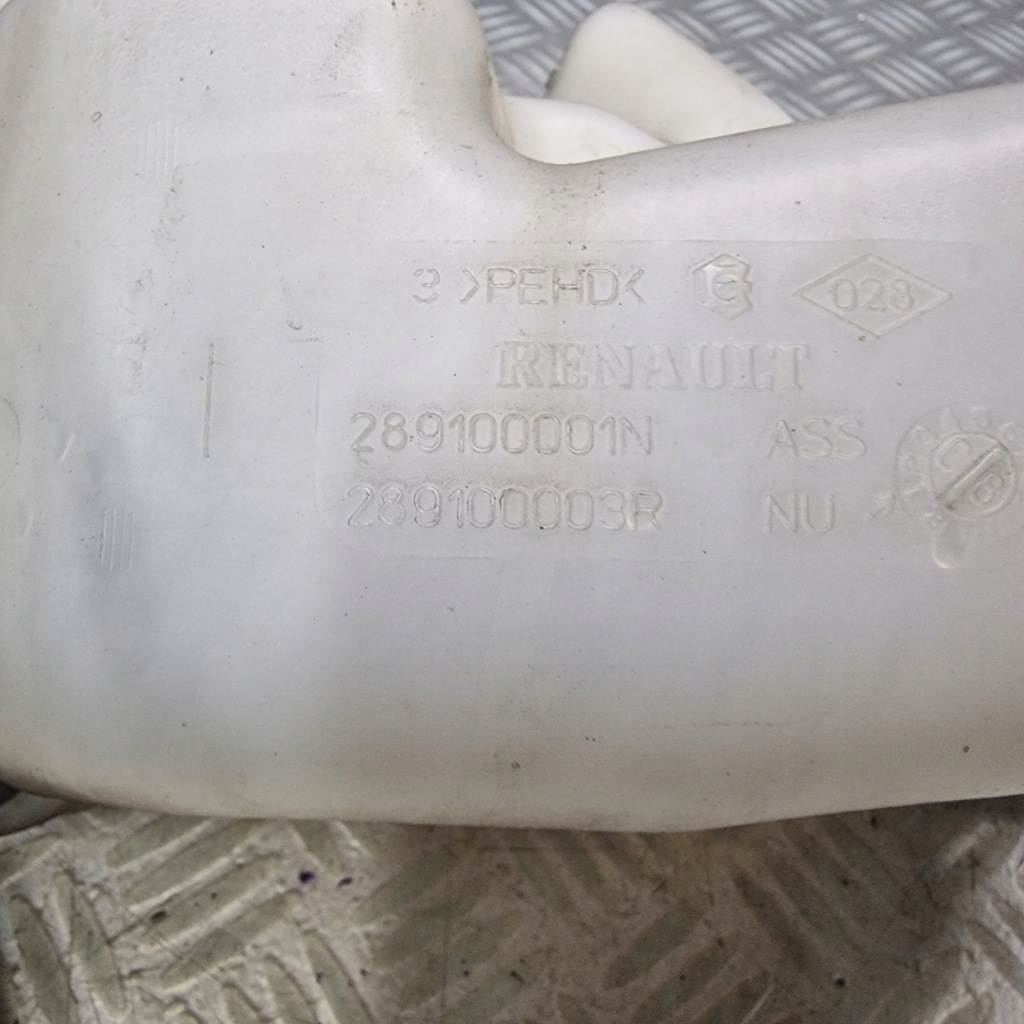 3 >PEHD< 028
RENAULT
289100001N ASS
289100003R NU